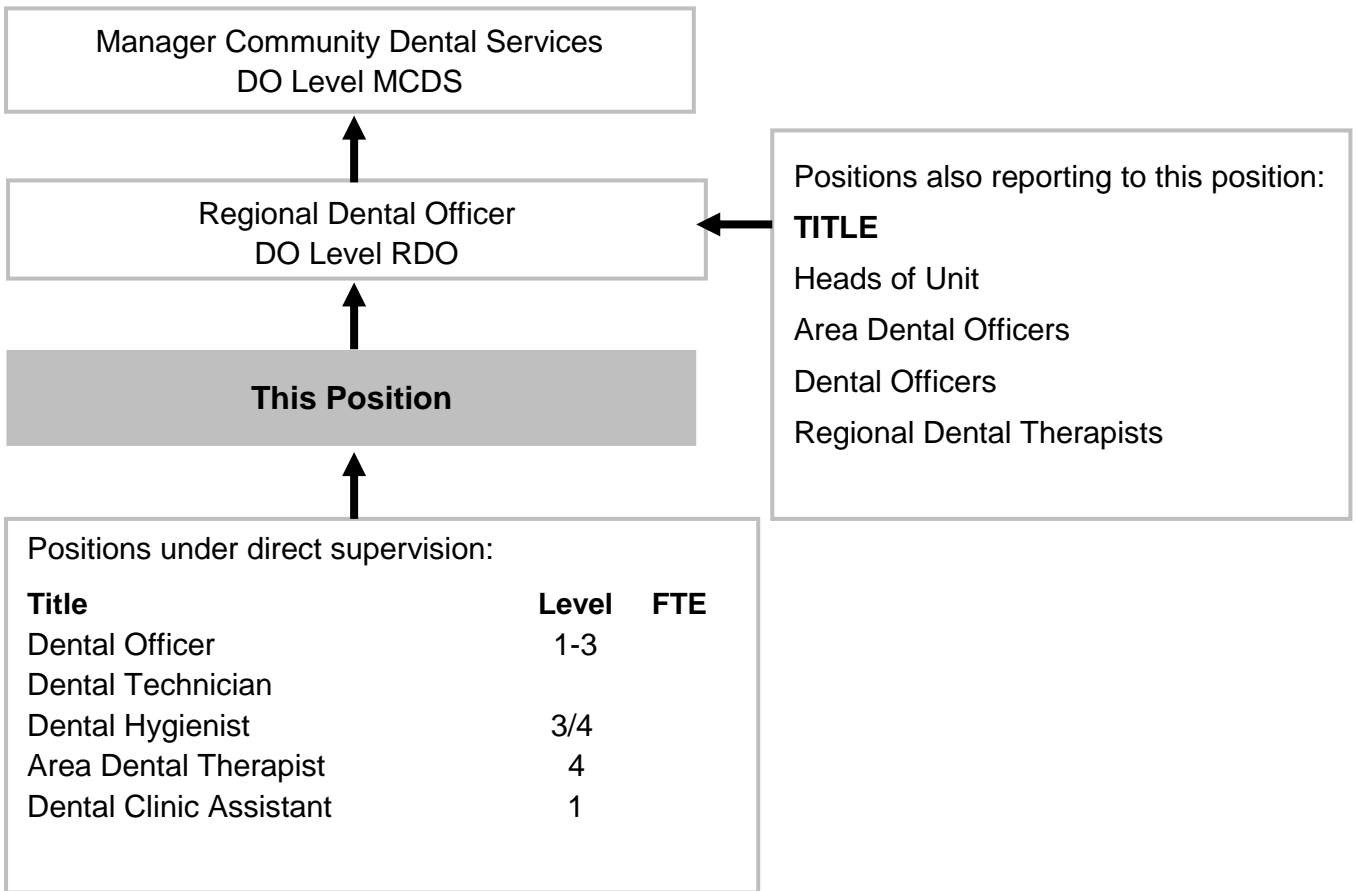 Manager Community Dental Services
DO Level MCDS
Regional Dental Officer
DO Level RDO
Positions also reporting to this position:
TITLE
Heads of Unit
Area Dental Officers
Dental Officers
Regional Dental Therapists
This Position
Positions under direct supervision:
Title Level FTE
Dental Officer 1-3
Dental Technician
Dental Hygienist 3/4
Area Dental Therapist 4
Dental Clinic Assistant 1